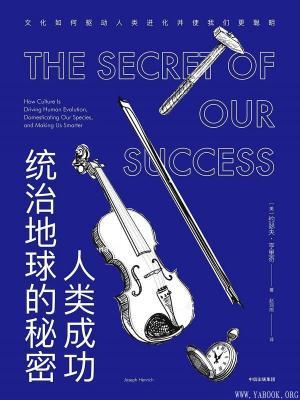 文化如何驱动人类进化并使我们更聪明
THE SECRET OF
OUR
SUCCESS
How Culture Is
Driving Human Evolution,
Domesticating Our Species,
and Making Us Smarter
[美]约瑟夫·亨里奇 著
赵润雨 译
统治地球的秘密
人类成功
Joseph Henrich
中信出版集团
WWW.YABOOK.ORG